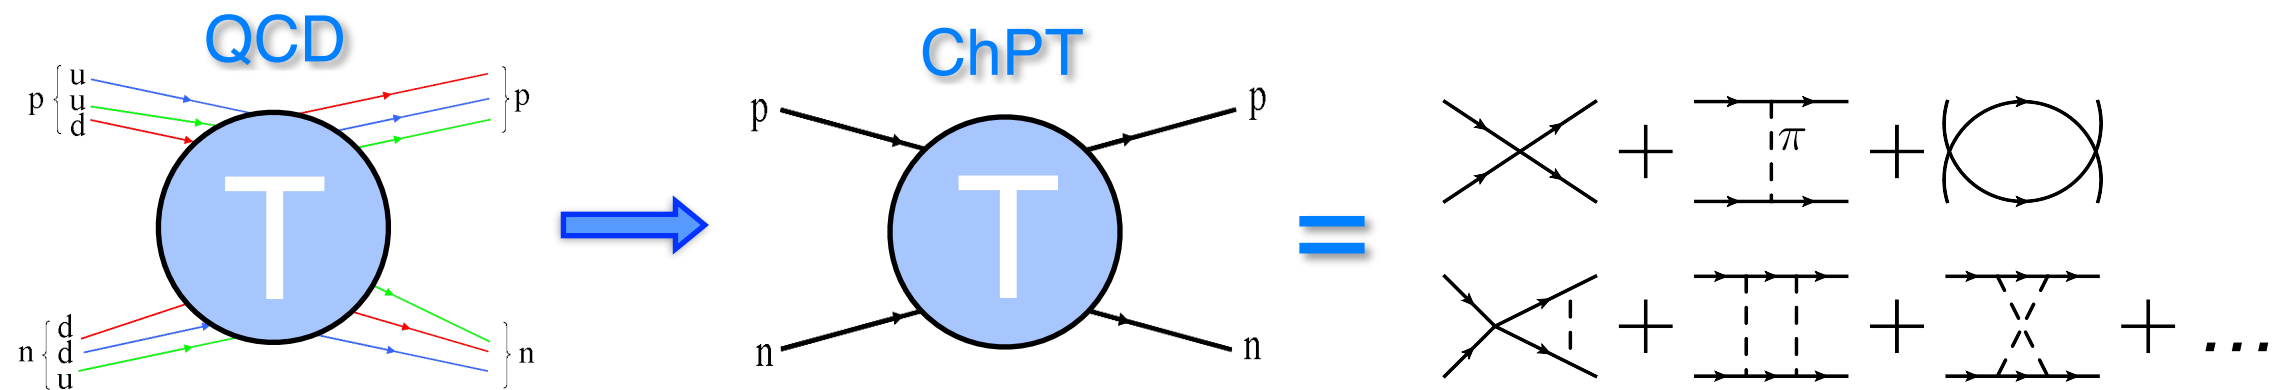 QCD
ChPT
p { u
u
d
} p
T
n { d
d
u
} n
p
p
T
n
n
=
+
π
+
+
+
+ ...